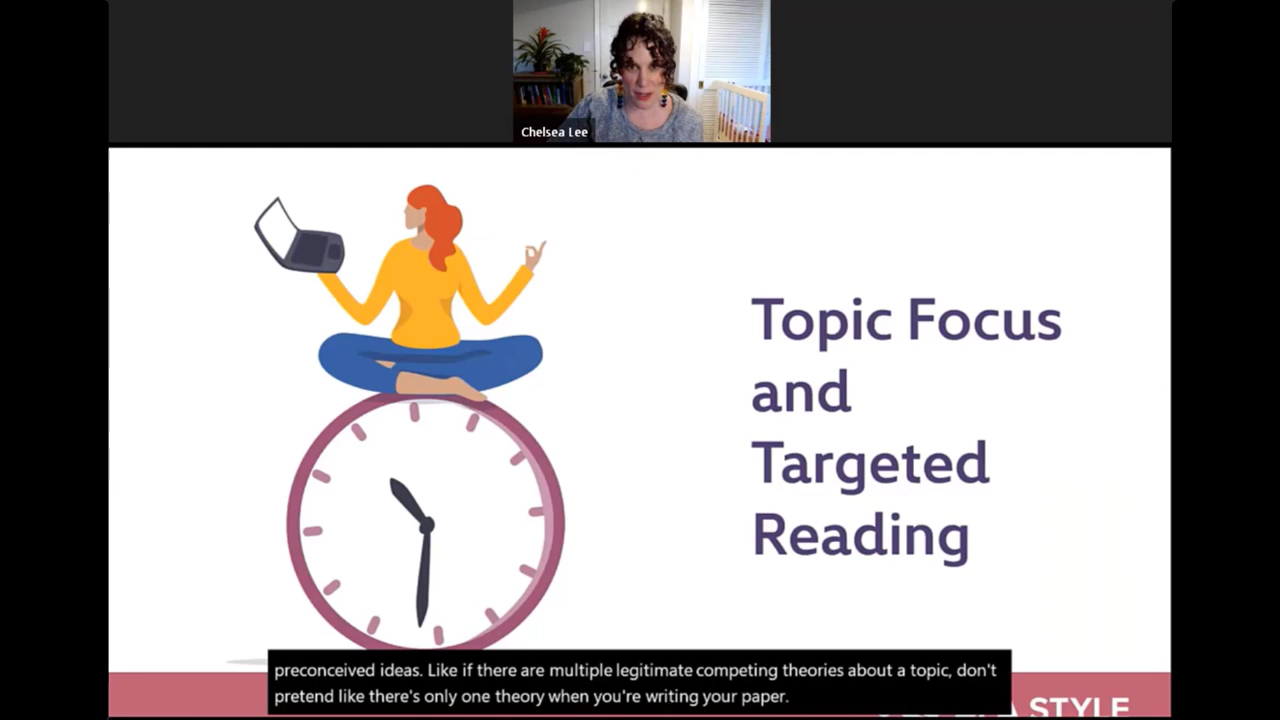 Chelsea Lee
Topic Focus
and
Targeted
Reading
preconceived ideas. Like if there are multiple legitimate competing theories about a topic, don't
pretend like there's only one theory when you're writing your paper.
STYLE